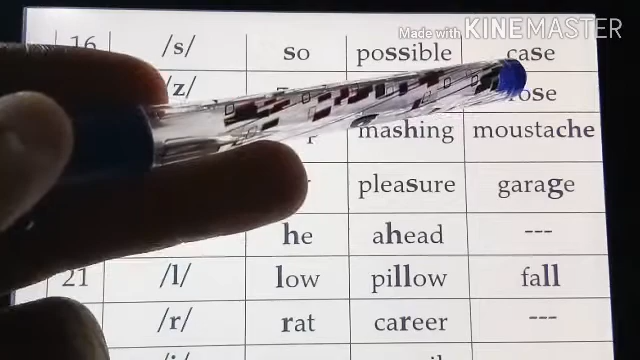 Made with KINEMASTER
16 /s/ so possible case
/z/ rose
mashing moustache
pleasure garage
he ahead ---
21 /l/ low pillow fall
/r/ rat career ---